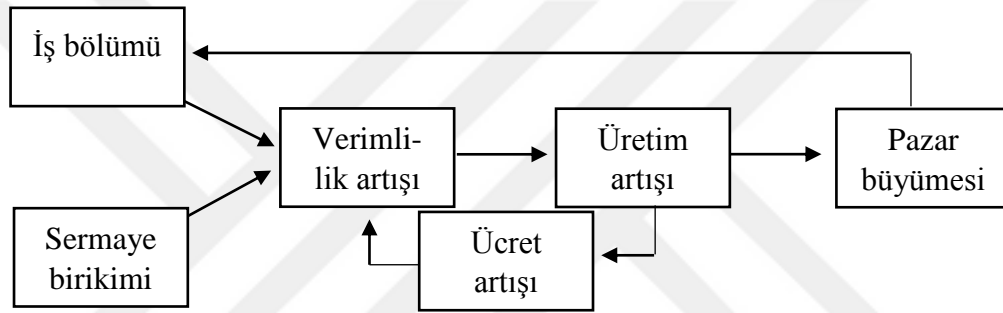 İş bölümü
Verimli-
lik artışı
Üretim
artışı
Pazar
büyümesi
Sermaye
birikimi
Ücret
artışı